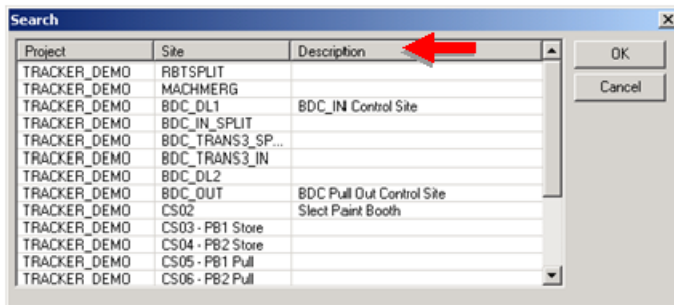 Search
Project Site Description
OK
TRACKER_DEMO RBTSPLIT
TRACKER_DEMO MACHMERG
Cancel
TRACKER_DEMO BDC_DL1 BDC_IN Control Site
TRACKER_DEMO BDC_IN_SPLIT
TRACKER_DEMO BDC_TRANS3_SP...
TRACKER_DEMO BDC_TRANS3_IN
TRACKER_DEMO BDC_DL2
TRACKER_DEMO BDC_OUT BDC Pull Out Control Site
TRACKER_DEMO CS02 Slect Paint Booth
TRACKER_DEMO CS03 - PB1 Store
TRACKER_DEMO CS04 - PB2 Store
TRACKER_DEMO CS05 - PB1 Pull
TRACKER_DEMO CS06 - PB2 Pull